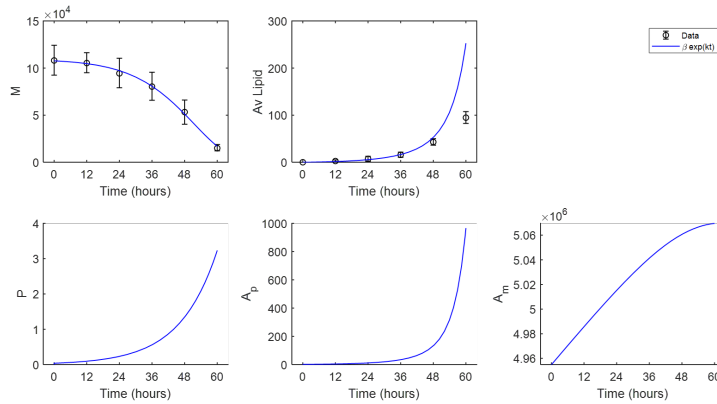 ×10⁴
15
10
5
0
M
0 12 24 36 48 60
Time (hours)
300
200
100
0
Av Lipid
0 12 24 36 48 60
Time (hours)
Data
β exp(kt)
4
3
2
1
0
P
0 12 24 36 48 60
Time (hours)
1000
800
600
400
200
0
Aₚ
0 12 24 36 48 60
Time (hours)
×10⁶
5.06
5.04
5.02
5
4.98
4.96
Aₘ
0 12 24 36 48 60
Time (hours)